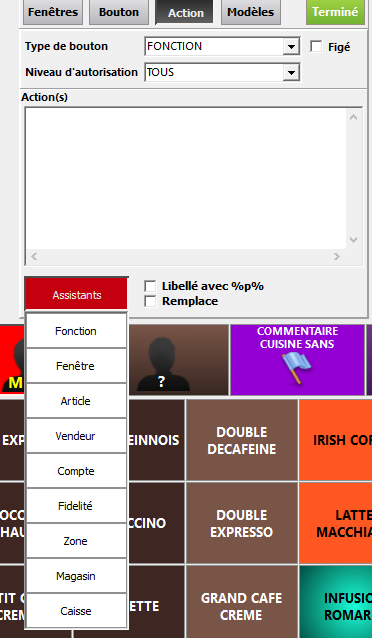 Fenêtres Bouton Action Modèles Terminé
Type de bouton FONCTION Figé
Niveau d'autorisation TOUS
Action(s)
Assistants
Libellé avec %p%
Remplace
Fonction
Fenêtre
Article
Vendeur
Compte
Fidelité
Zone
Magasin
Caisse
M
?
COMMENTAIRE
CUISINE SANS
EXP
EINNOIS
DOUBLE
DECAFEINE
IRISH COF
OCO
HAU
CCINO
DOUBLE
EXPRESSO
LATTE
MACCHIA
TIT C
CREM
ETTE
GRAND CAFE
CREME
INFUSIO
ROMAR